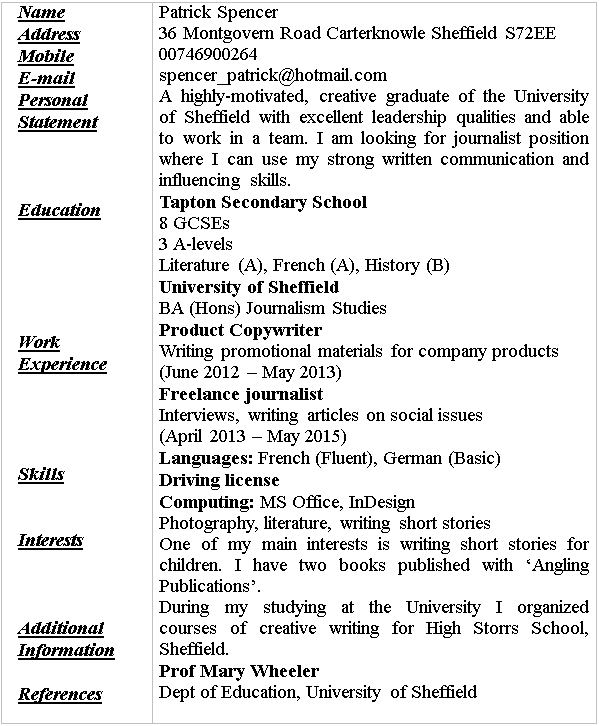 Name Patrick Spencer
Address 36 Montgovern Road Carterknowle Sheffield S72EE
Mobile 00746900264
E-mail spencer_patrick@hotmail.com
Personal A highly-motivated, creative graduate of the University
Statement of Sheffield with excellent leadership qualities and able
to work in a team. I am looking for journalist position
where I can use my strong written communication and
influencing skills.
Education Tapton Secondary School
8 GCSEs
3 A-levels
Literature (A), French (A), History (B)
University of Sheffield
BA (Hons) Journalism Studies
Product Copywriter
Work Writing promotional materials for company products
Experience (June 2012 – May 2013)
Freelance journalist
Interviews, writing articles on social issues
(April 2013 – May 2015)
Languages: French (Fluent), German (Basic)
Skills Driving license
Computing: MS Office, InDesign
Photography, literature, writing short stories
Interests One of my main interests is writing short stories for
children. I have two books published with ‘Angling
Publications’.
During my studying at the University I organized
Additional courses of creative writing for High Storrs School,
Information Sheffield.
Prof Mary Wheeler
References Dept of Education, University of Sheffield